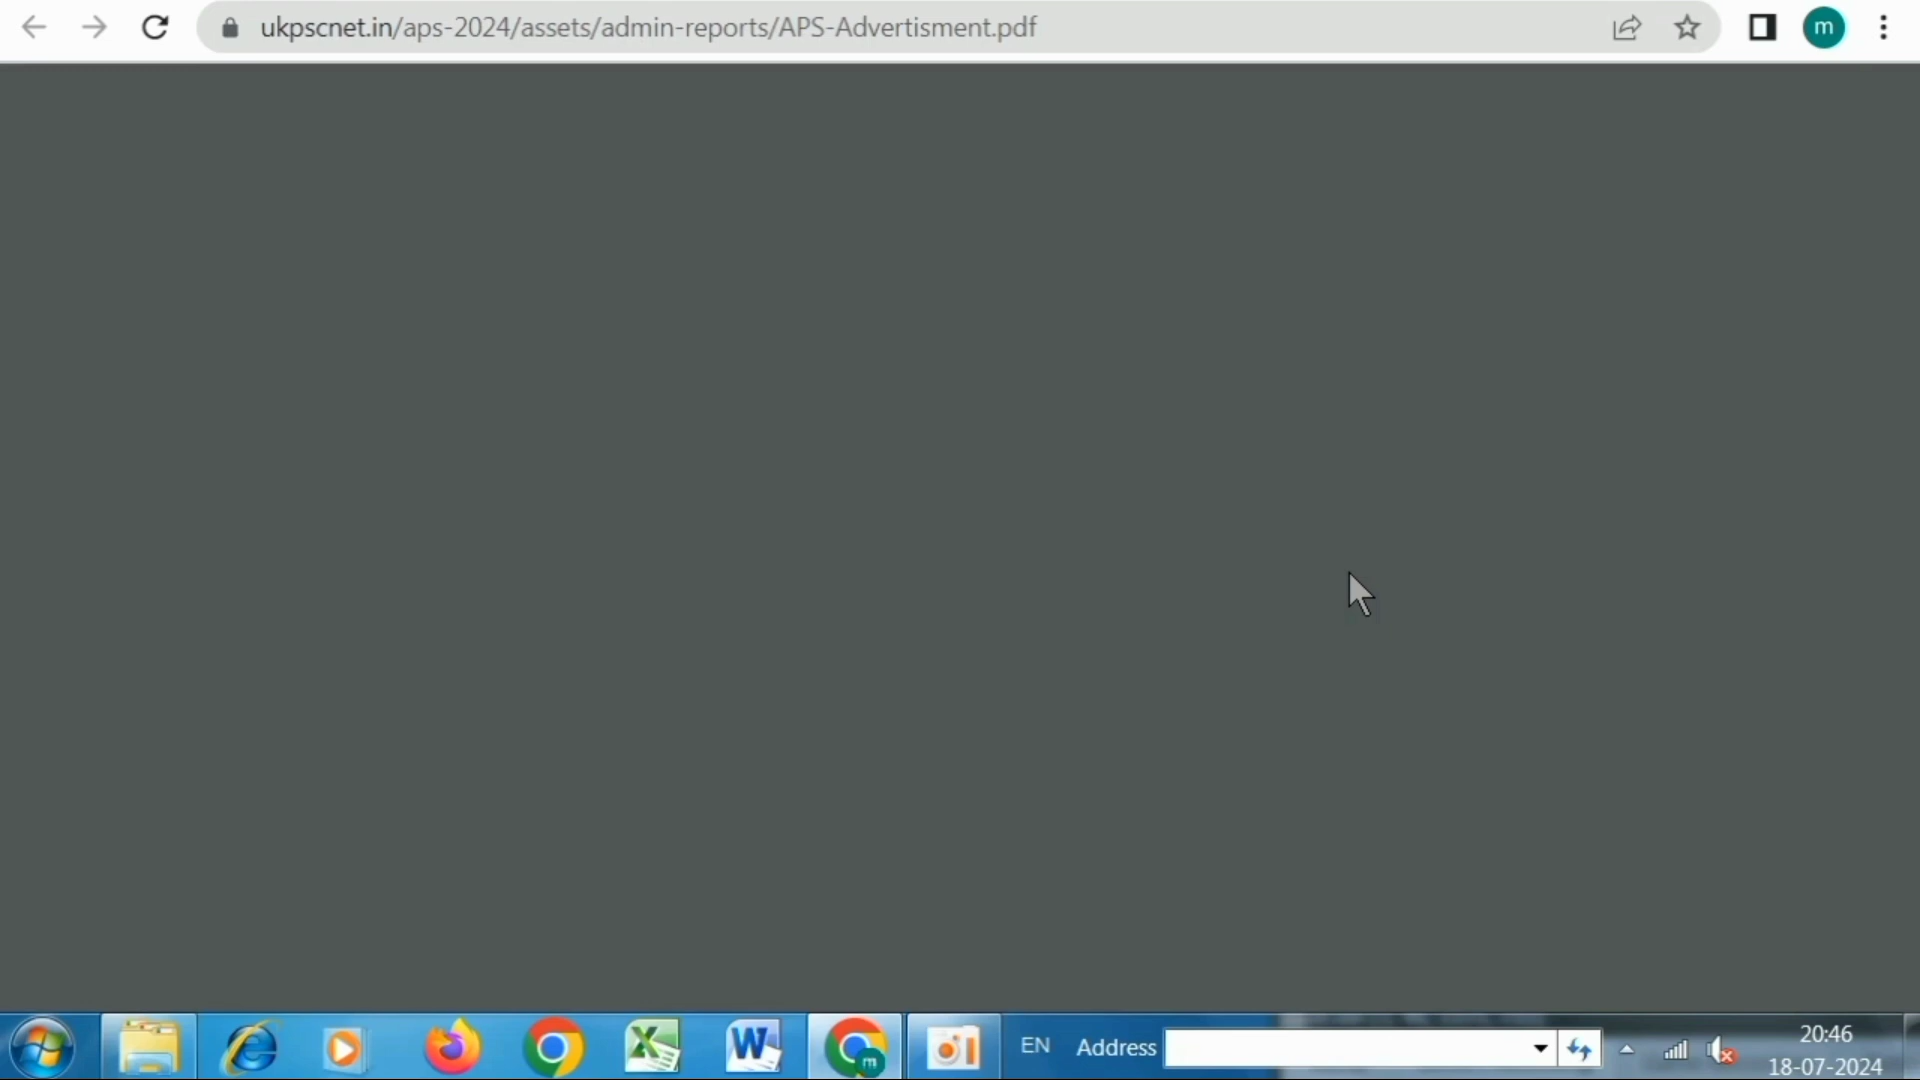 ukpscnet.in/aps-2024/assets/admin-reports/APS-Advertisment.pdf
m
m
EN
Address
20:46
18-07-2024